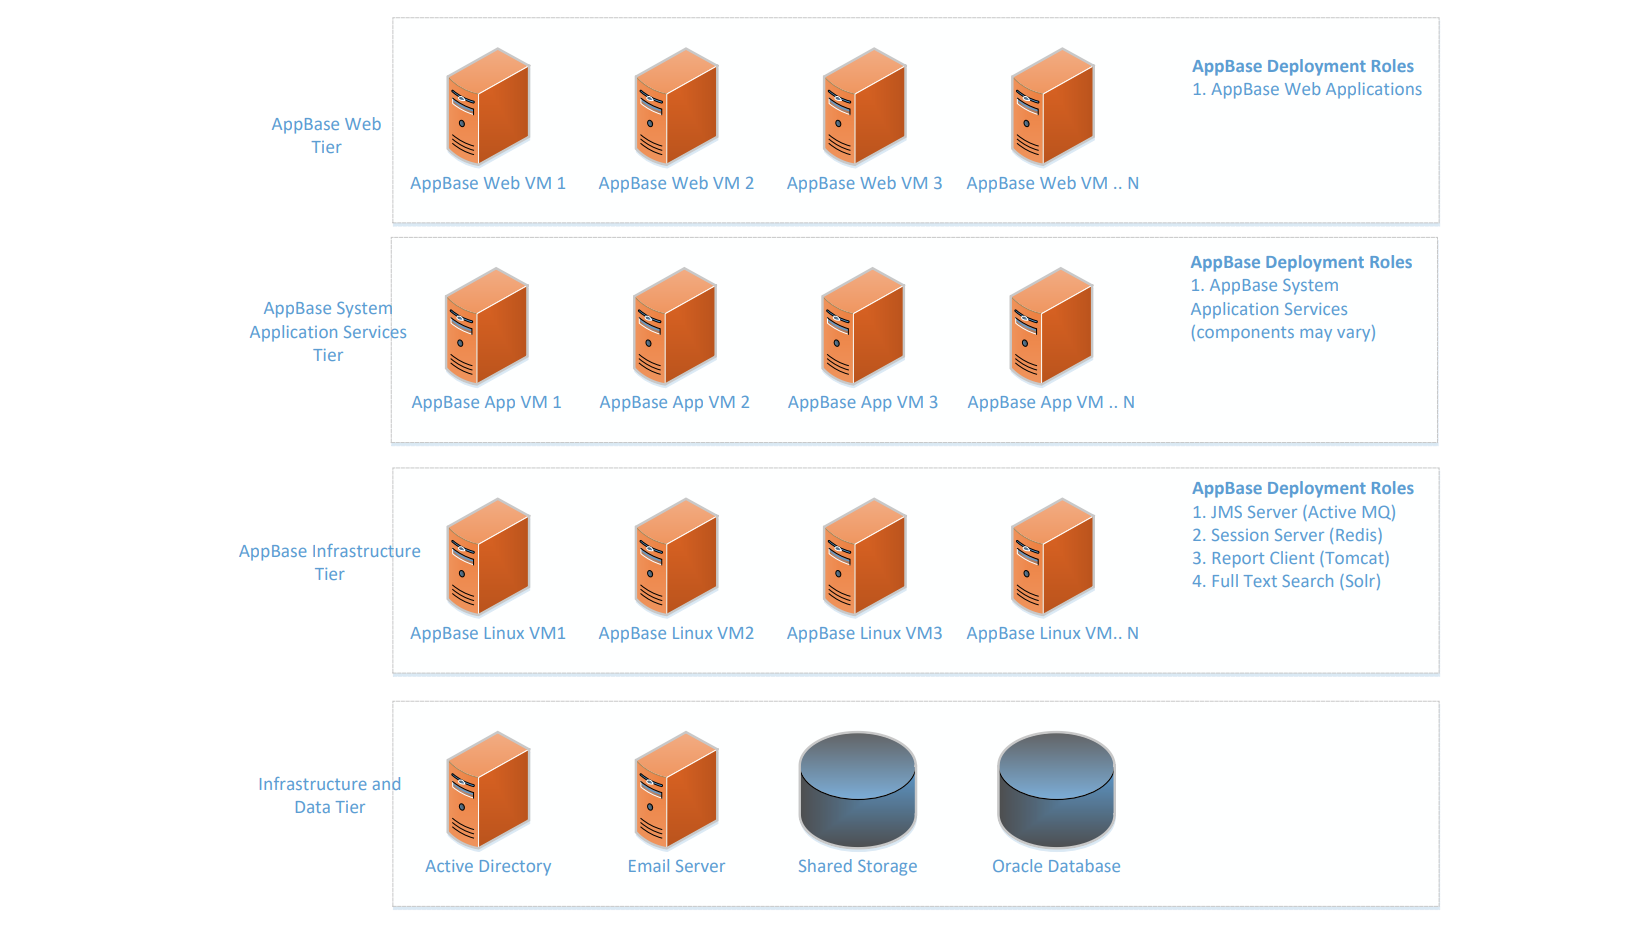 AppBase Web
Tier
AppBase Web VM 1
AppBase Web VM 2
AppBase Web VM 3
AppBase Web VM .. N
AppBase Deployment Roles
1. AppBase Web Applications
AppBase System
Application Services
Tier
AppBase App VM 1
AppBase App VM 2
AppBase App VM 3
AppBase App VM .. N
AppBase Deployment Roles
1. AppBase System
Application Services
(components may vary)
AppBase Infrastructure
Tier
AppBase Linux VM1
AppBase Linux VM2
AppBase Linux VM3
AppBase Linux VM.. N
AppBase Deployment Roles
1. JMS Server (Active MQ)
2. Session Server (Redis)
3. Report Client (Tomcat)
4. Full Text Search (Solr)
Infrastructure and
Data Tier
Active Directory
Email Server
Shared Storage
Oracle Database